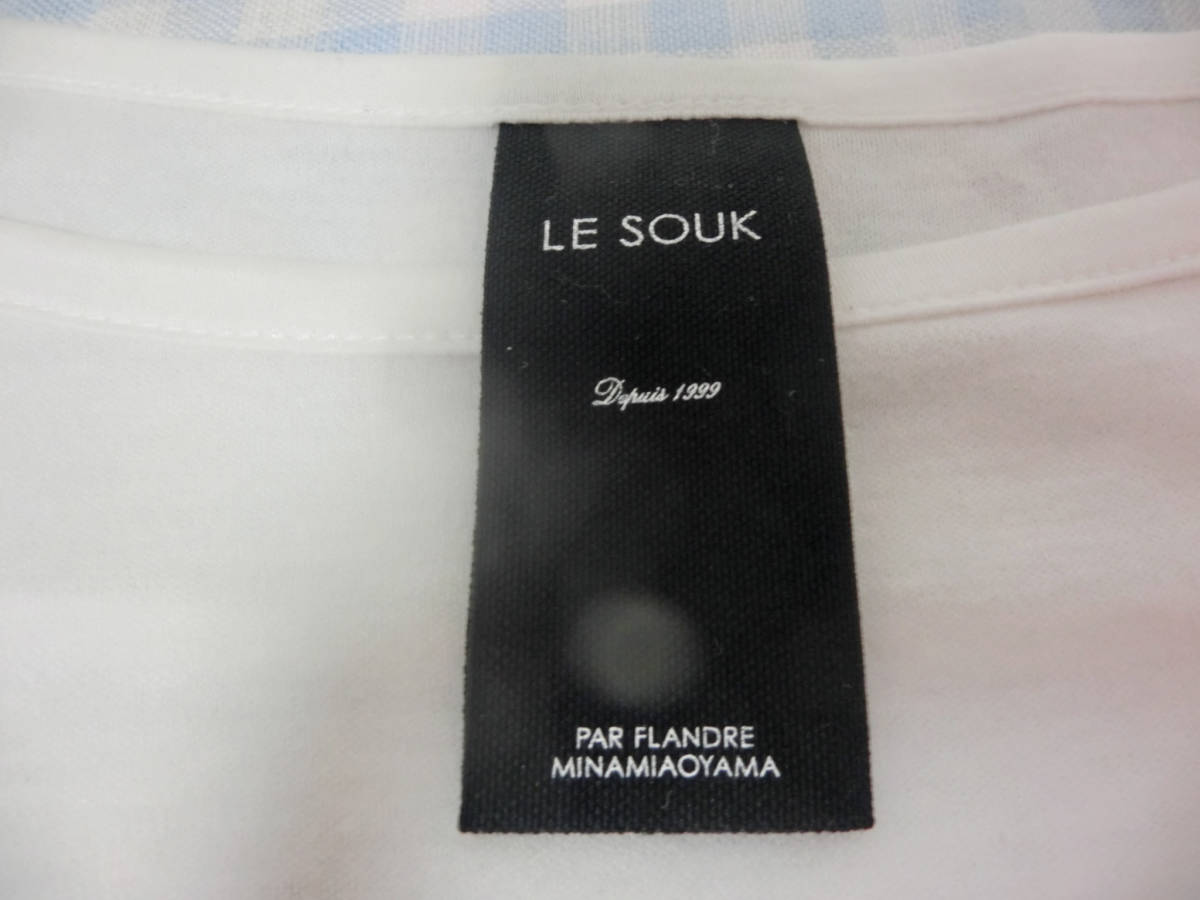 LE SOUK
Depuis 1999
PAR FLANDRE
MINAMIAOYAMA